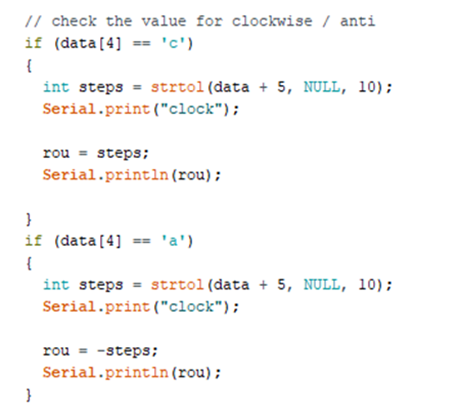 // check the value for clockwise / anti
if (data[4] == 'c')
{
  int steps = strtol(data + 5, NULL, 10);
  Serial.print("clock");

  rou = steps;
  Serial.println(rou);

}
if (data[4] == 'a')
{
  int steps = strtol(data + 5, NULL, 10);
  Serial.print("clock");

  rou = -steps;
  Serial.println(rou);
}